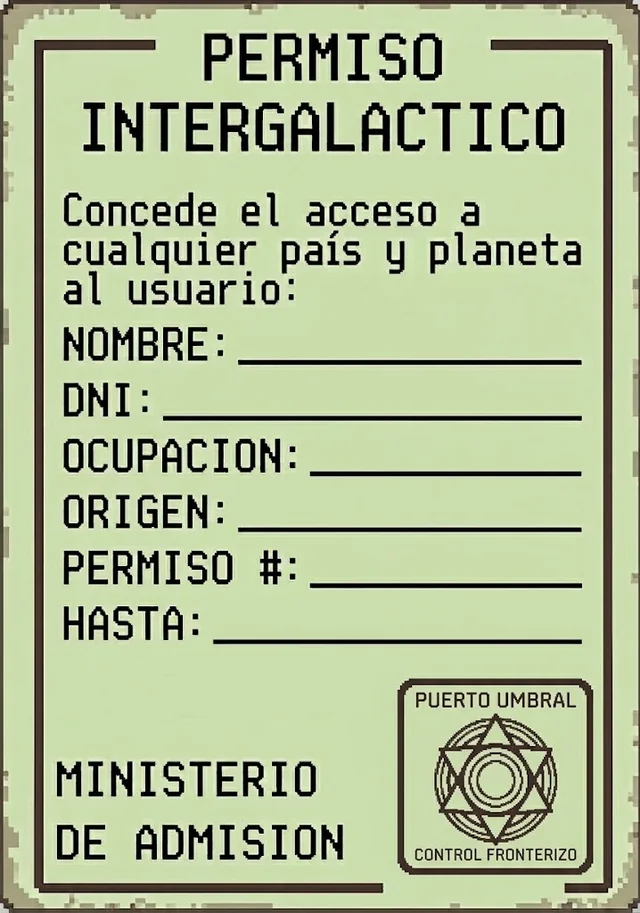 PERMISO
INTERGALACTICO
Concede el acceso a
cualquier país y planeta
al usuario:
NOMBRE:
DNI:
OCUPACION:
ORIGEN:
PERMISO #:
HASTA:
PUERTO UMBRAL
CONTROL FRONTERIZO
MINISTERIO
DE ADMISION